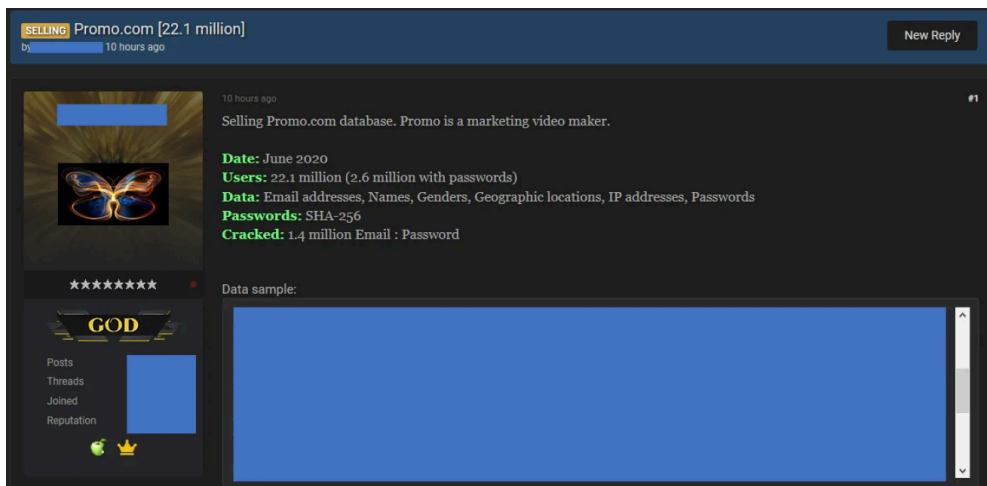 SELLING Promo.com [22.1 million]
by 10 hours ago
New Reply
10 hours ago
#1
Selling Promo.com database. Promo is a marketing video maker.
Date: June 2020
Users: 22.1 million (2.6 million with passwords)
Data: Email addresses, Names, Genders, Geographic locations, IP addresses, Passwords
Passwords: SHA-256
Cracked: 1.4 million Email : Password
Data sample:
GOD
Posts
Threads
Joined
Reputation